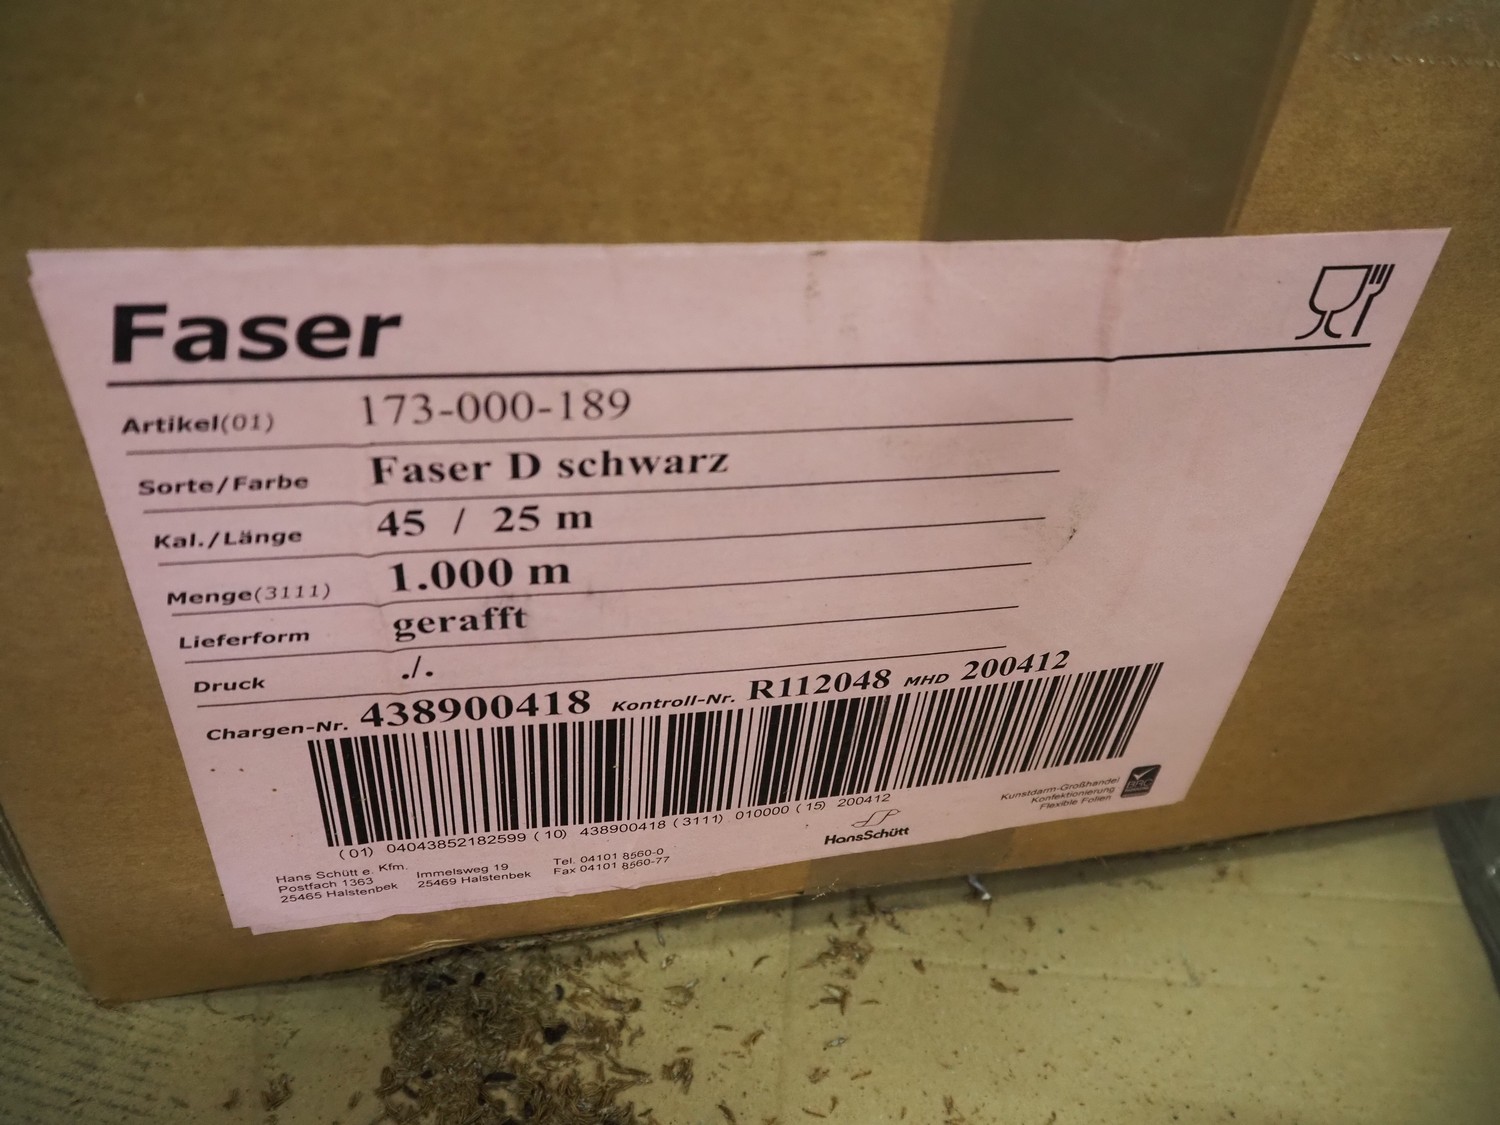 Faser
Artikel(01) 173-000-189
Sorte/Farbe Faser D schwarz
Kal./Länge 45 / 25 m
Menge(3111) 1.000 m
Lieferform gerafft
Druck ./.
Chargen-Nr. 438900418 Kontroll-Nr. R112048 MHD 200412
(01) 04043852182599 (10) 438900418 (3111) 010000 (15) 200412
Hans Schütt e. Kfm.
Postfach 1363
25465 Halstenbek
Immelsweg 19
25469 Halstenbek
Tel. 04101 8560-0
Fax 04101 8560-77
HansSchütt
Kunstdarm-Großhandel
Konfektionierung
Flexible Folien
BRC